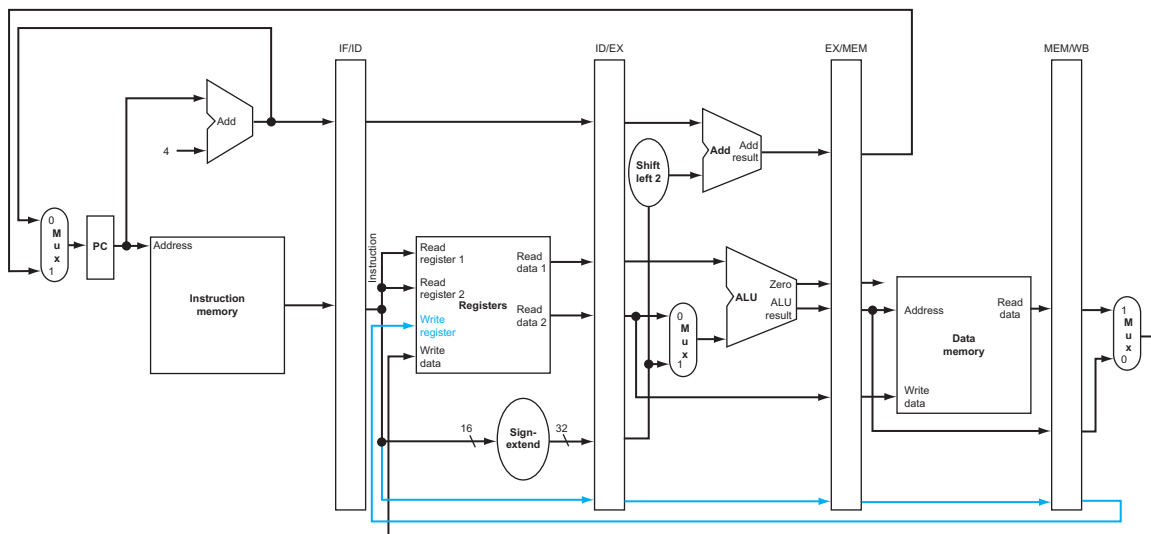 IF/ID
ID/EX
EX/MEM
MEM/WB
Add
4
Add
Add
result
Shift
left 2
0
M
u
x
1
PC
Address
Instruction
memory
Instruction
Read
register 1
Read
register 2
Write
register
Write
data
Registers
Read
data 1
Read
data 2
0
M
u
x
1
ALU
Zero
ALU
result
Address
Read
data
Data
memory
Write
data
1
M
u
x
0
16
Sign-
extend
32